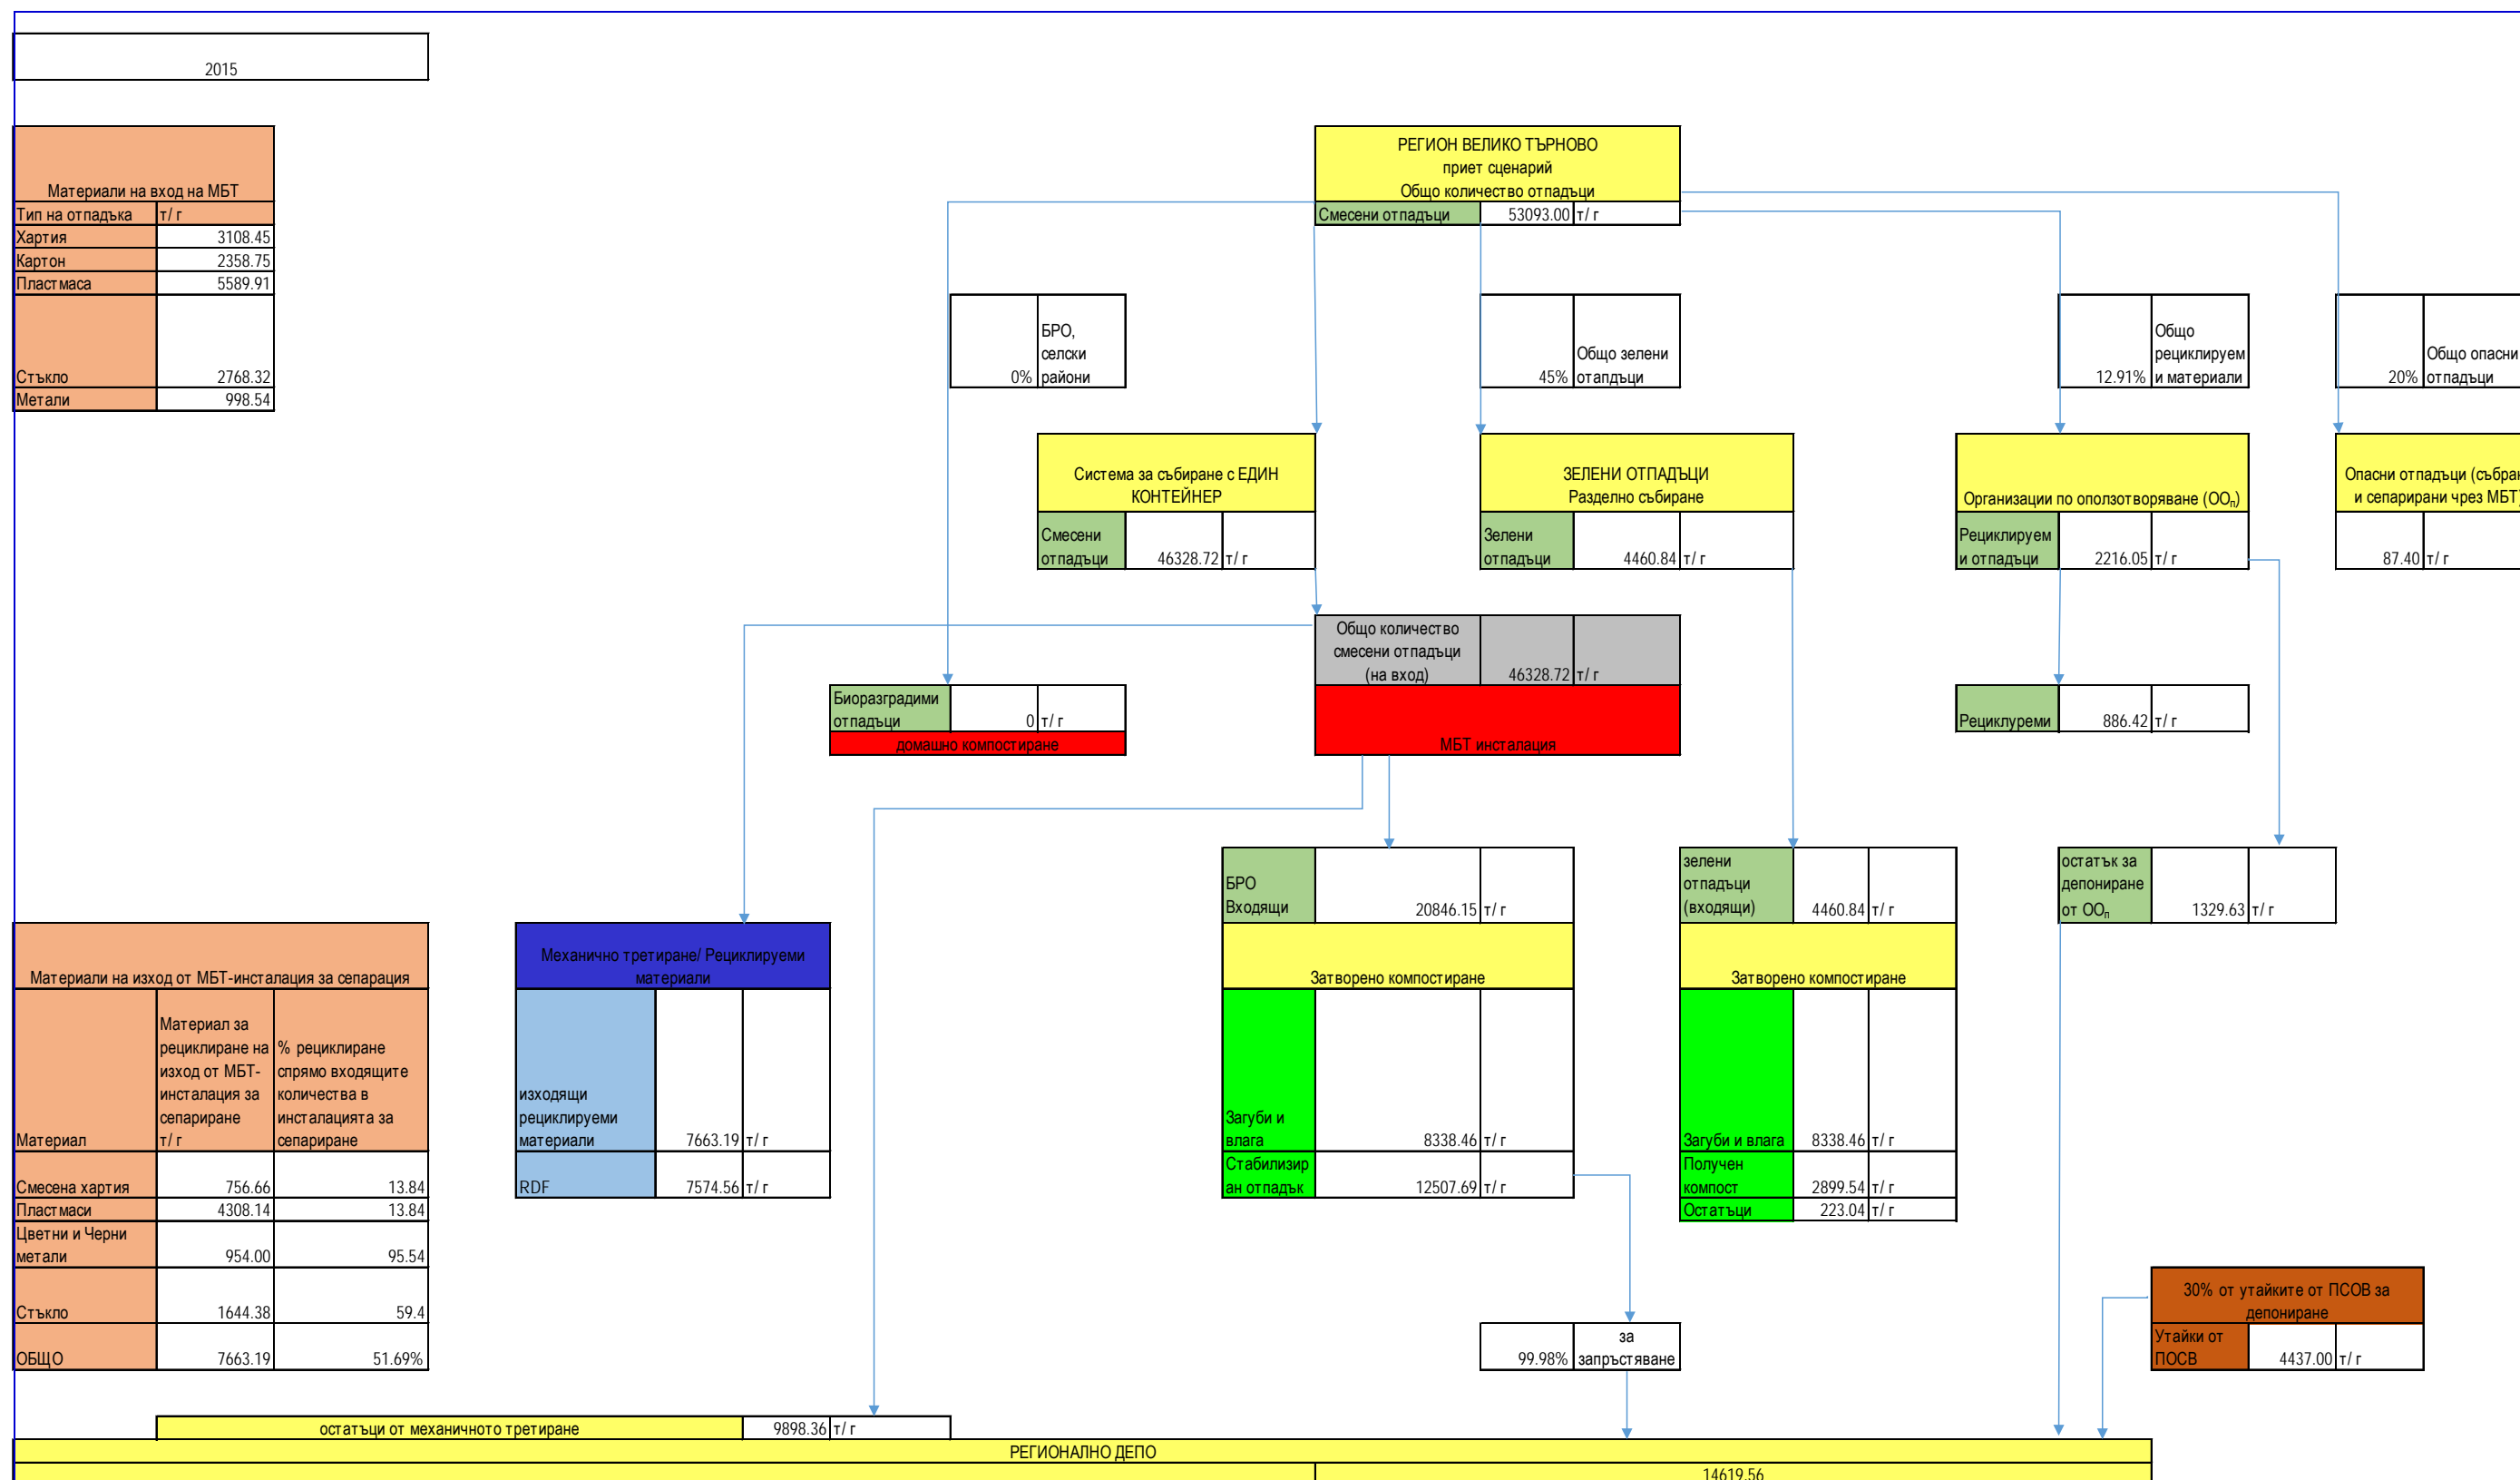 2015
Материали на вход на МБТ
Тип на отпадъка т/ г
Хартия 3108.45
Картон 2358.75
Пластмаса 5589.91
Стъкло 2768.32
Метали 998.54
РЕГИОН ВЕЛИКО ТЪРНОВО
приет сценарий
Общо количество отпадъци
Смесени отпадъци 53093.00 т/ г
БРО,
селски
0% райони
Общо зелени
45% отапдъци
Общо
рециклируем
12.91% и материали
Общо опасни
20% отпадъци
Система за събиране с ЕДИН
КОНТЕЙНЕР
Смесени
отпадъци 46328.72 т/ г
ЗЕЛЕНИ ОТПАДЪЦИ
Разделно събиране
Зелени
отпадъци 4460.84 т/ г
Организации по оползотворяване (ООп)
Рециклируем
и отпадъци 2216.05 т/ г
Опасни отпадъци (събран
и сепарирани чрез МБТ)
87.40 т/ г
Общо количество
смесени отпадъци
(на вход) 46328.72 т/ г
МБТ инсталация
Биоразградими
отпадъци 0 т/ г
домашно компостиране
Рециклуреми 886.42 т/ г
БРО
Входящи 20846.15 т/ г
Затворено компостиране
Загуби и
влага 8338.46 т/ г
Стабилизир
ан отпадък 12507.69 т/ г
зелени
отпадъци
(входящи) 4460.84 т/ г
Затворено компостиране
Загуби и влага 8338.46 т/ г
Получен
компост 2899.54 т/ г
Остатъци 223.04 т/ г
остатък за
депониране
от ООп 1329.63 т/ г
Материали на изход от МБТ-инсталация за сепарация
Материал
Материал за
рециклиране на
изход от МБТ-
инсталация за
сепариране
т/ г
% рециклиране
спрямо входящите
количества в
инсталацията за
сепариране
Смесена хартия 756.66 13.84
Пластмаси 4308.14 13.84
Цветни и Черни
метали 954.00 95.54
Стъкло 1644.38 59.4
ОБЩО 7663.19 51.69%
Механично третиране/ Рециклируеми
материали
изходящи
рециклируеми
материали 7663.19 т/ г
RDF 7574.56 т/ г
за
99.98% запръстяване
30% от утайките от ПСОВ за
депониране
Утайки от
ПОСВ 4437.00 т/ г
остатъци от механичното третиране 9898.36 т/ г
РЕГИОНАЛНО ДЕПО
14619.56